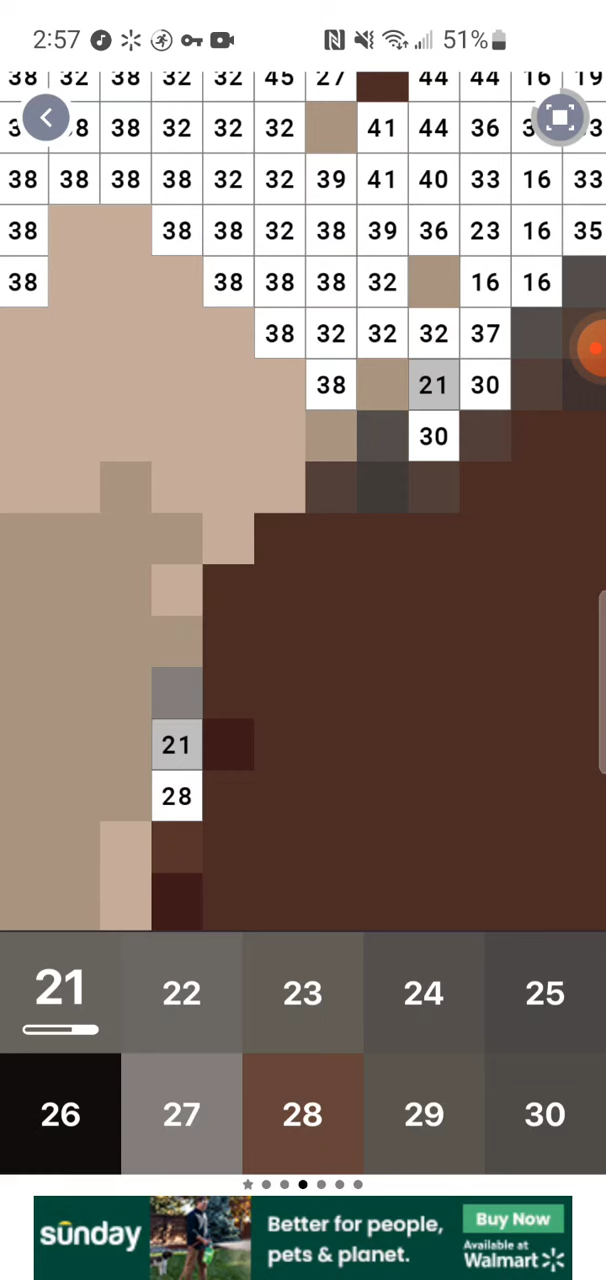 2:57 51%
38 32 38 32 32 45 27 44 44 16 19
38 32 32 32 41 44 36
38 38 38 38 32 32 39 41 40 33 16 33
38 38 38 32 38 39 36 23 16 35
38 38 38 38 32 16 16
38 32 32 32 37
38 21 30
30
21
28
21 22 23 24 25
26 27 28 29 30
sunday
Better for people,
pets & planet.
Buy Now
Available at
Walmart